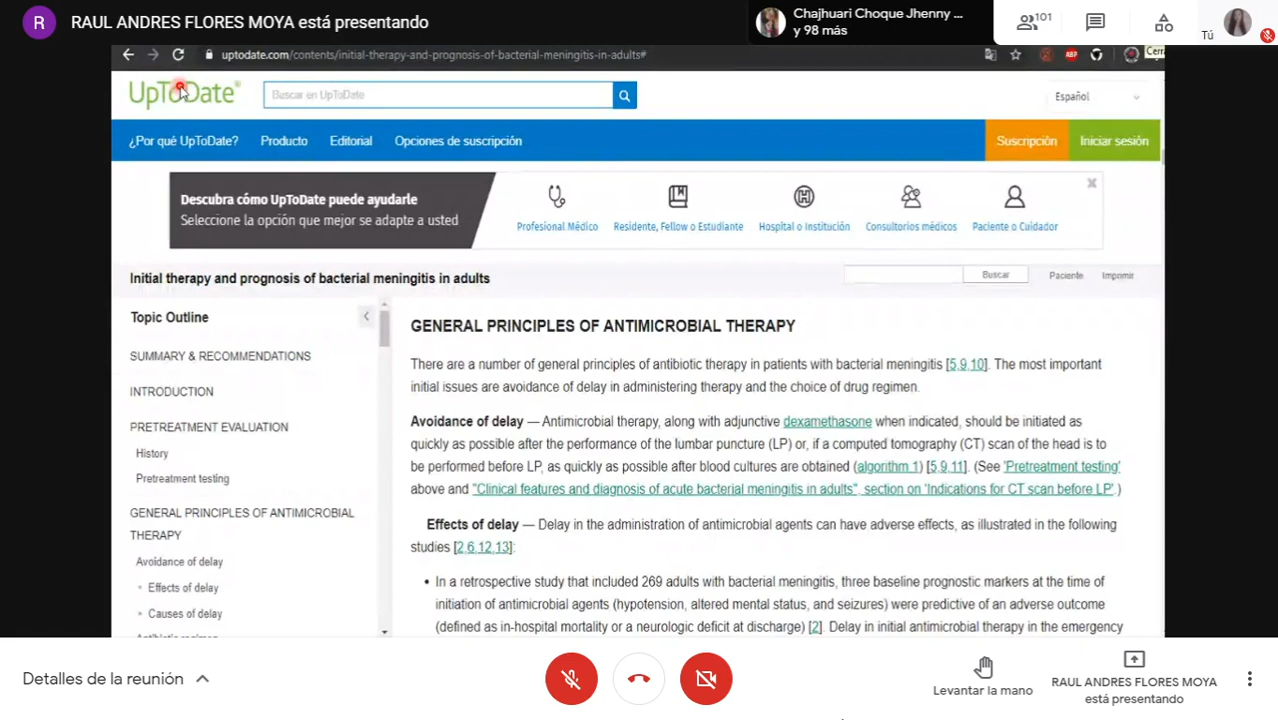 R RAUL ANDRES FLORES MOYA está presentando
Chajhuari Choque Jhenny ...
y 98 más
101
Tú
uptodate.com/contents/initial-therapy-and-prognosis-of-bacterial-meningitis-in-adults#
ABP
Cerra
UpToDate®
Buscar en UpToDate
Español
¿Por qué UpToDate?
Producto
Editorial
Opciones de suscripción
Suscripción
Iniciar sesión
Descubra cómo UpToDate puede ayudarle
Seleccione la opción que mejor se adapte a usted
Profesional Médico
Residente, Fellow o Estudiante
Hospital o Institución
Consultorios médicos
Paciente o Cuidador
Initial therapy and prognosis of bacterial meningitis in adults
Buscar
Paciente
Imprimir
Topic Outline
SUMMARY & RECOMMENDATIONS
INTRODUCTION
PRETREATMENT EVALUATION
History
Pretreatment testing
GENERAL PRINCIPLES OF ANTIMICROBIAL
THERAPY
Avoidance of delay
• Effects of delay
• Causes of delay
Antibiotic regimen
GENERAL PRINCIPLES OF ANTIMICROBIAL THERAPY
There are a number of general principles of antibiotic therapy in patients with bacterial meningitis [5,9,10]. The most important
initial issues are avoidance of delay in administering therapy and the choice of drug regimen.
Avoidance of delay — Antimicrobial therapy, along with adjunctive dexamethasone when indicated, should be initiated as
quickly as possible after the performance of the lumbar puncture (LP) or, if a computed tomography (CT) scan of the head is to
be performed before LP, as quickly as possible after blood cultures are obtained (algorithm 1) [5,9,11]. (See 'Pretreatment testing'
above and "Clinical features and diagnosis of acute bacterial meningitis in adults", section on 'Indications for CT scan before LP'.)
Effects of delay — Delay in the administration of antimicrobial agents can have adverse effects, as illustrated in the following
studies [2,6,12,13]:
• In a retrospective study that included 269 adults with bacterial meningitis, three baseline prognostic markers at the time of
initiation of antimicrobial agents (hypotension, altered mental status, and seizures) were predictive of an adverse outcome
(defined as in-hospital mortality or a neurologic deficit at discharge) [2]. Delay in initial antimicrobial therapy in the emergency
Detalles de la reunión
Levantar la mano
RAUL ANDRES FLORES MOYA
está presentando